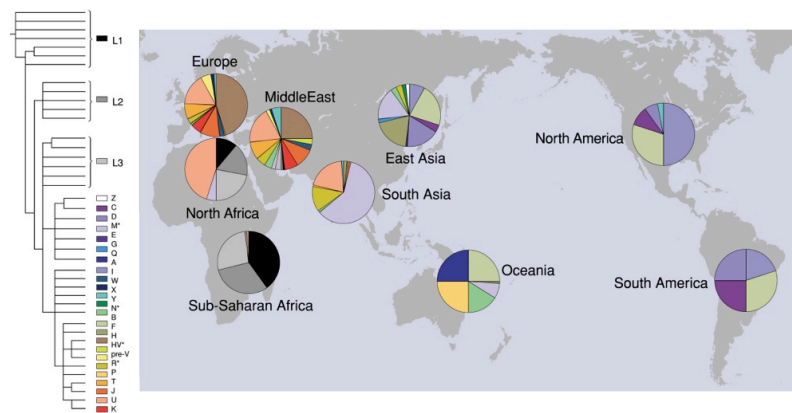 L1
L2
L3
Z
C
D
M*
E
G
Q
A
I
W
X
Y
N*
B
F
H
HV*
pre-V
R*
P
T
J
U
K
Europe
MiddleEast
North Africa
Sub-Saharan Africa
East Asia
South Asia
Oceania
North America
South America